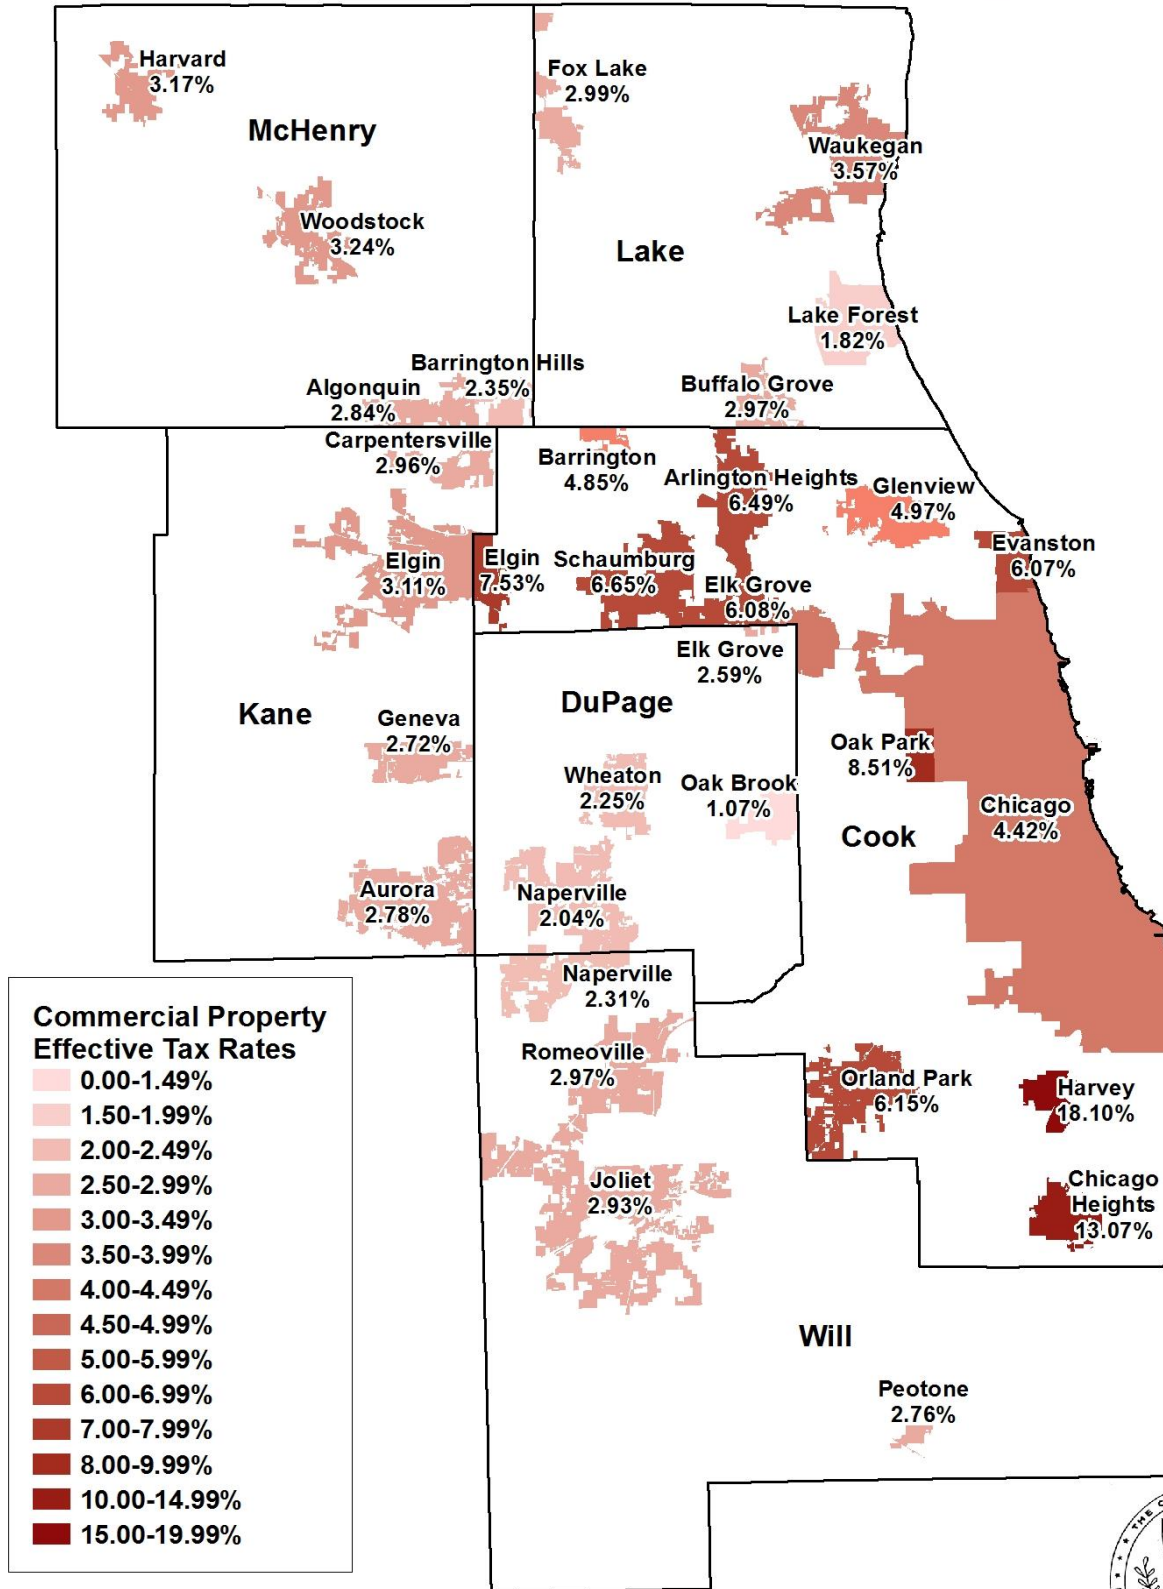 Harvard
3.17%
McHenry
Fox Lake
2.99%
Waukegan
3.57%
Woodstock
3.24%
Lake
Lake Forest
1.82%
Barrington Hills
2.35%
Algonquin
2.84%
Buffalo Grove
2.97%
Carpentersville
2.96%
Barrington
4.85%
Arlington Heights
6.49%
Glenview
4.97%
Elgin
3.11%
Elgin
7.53%
Schaumburg
6.65%
Elk Grove
6.08%
Evanston
6.07%
Elk Grove
2.59%
Kane
DuPage
Geneva
2.72%
Wheaton
2.25%
Oak Brook
1.07%
Oak Park
8.51%
Chicago
4.42%
Cook
Aurora
2.78%
Naperville
2.04%
Naperville
2.31%
Romeoville
2.97%
Orland Park
6.15%
Harvey
18.10%
Joliet
2.93%
Chicago
Heights
13.07%
Will
Peotone
2.76%
Commercial Property
Effective Tax Rates
0.00-1.49%
1.50-1.99%
2.00-2.49%
2.50-2.99%
3.00-3.49%
3.50-3.99%
4.00-4.49%
4.50-4.99%
5.00-5.99%
6.00-6.99%
7.00-7.99%
8.00-9.99%
10.00-14.99%
15.00-19.99%
THE